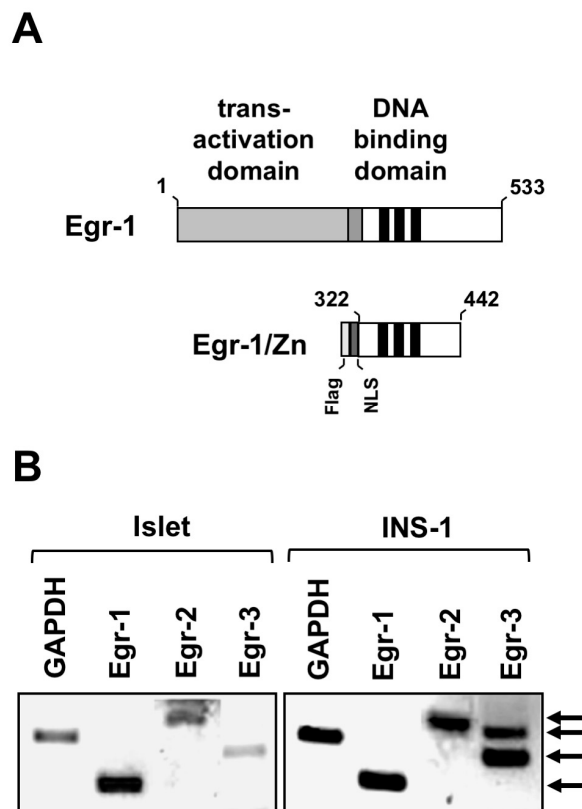 A
trans-
activation
domain
DNA
binding
domain
1
533
Egr-1
322
442
Egr-1/Zn
Flag
NLS
B
Islet
INS-1
GAPDH
Egr-1
Egr-2
Egr-3
GAPDH
Egr-1
Egr-2
Egr-3